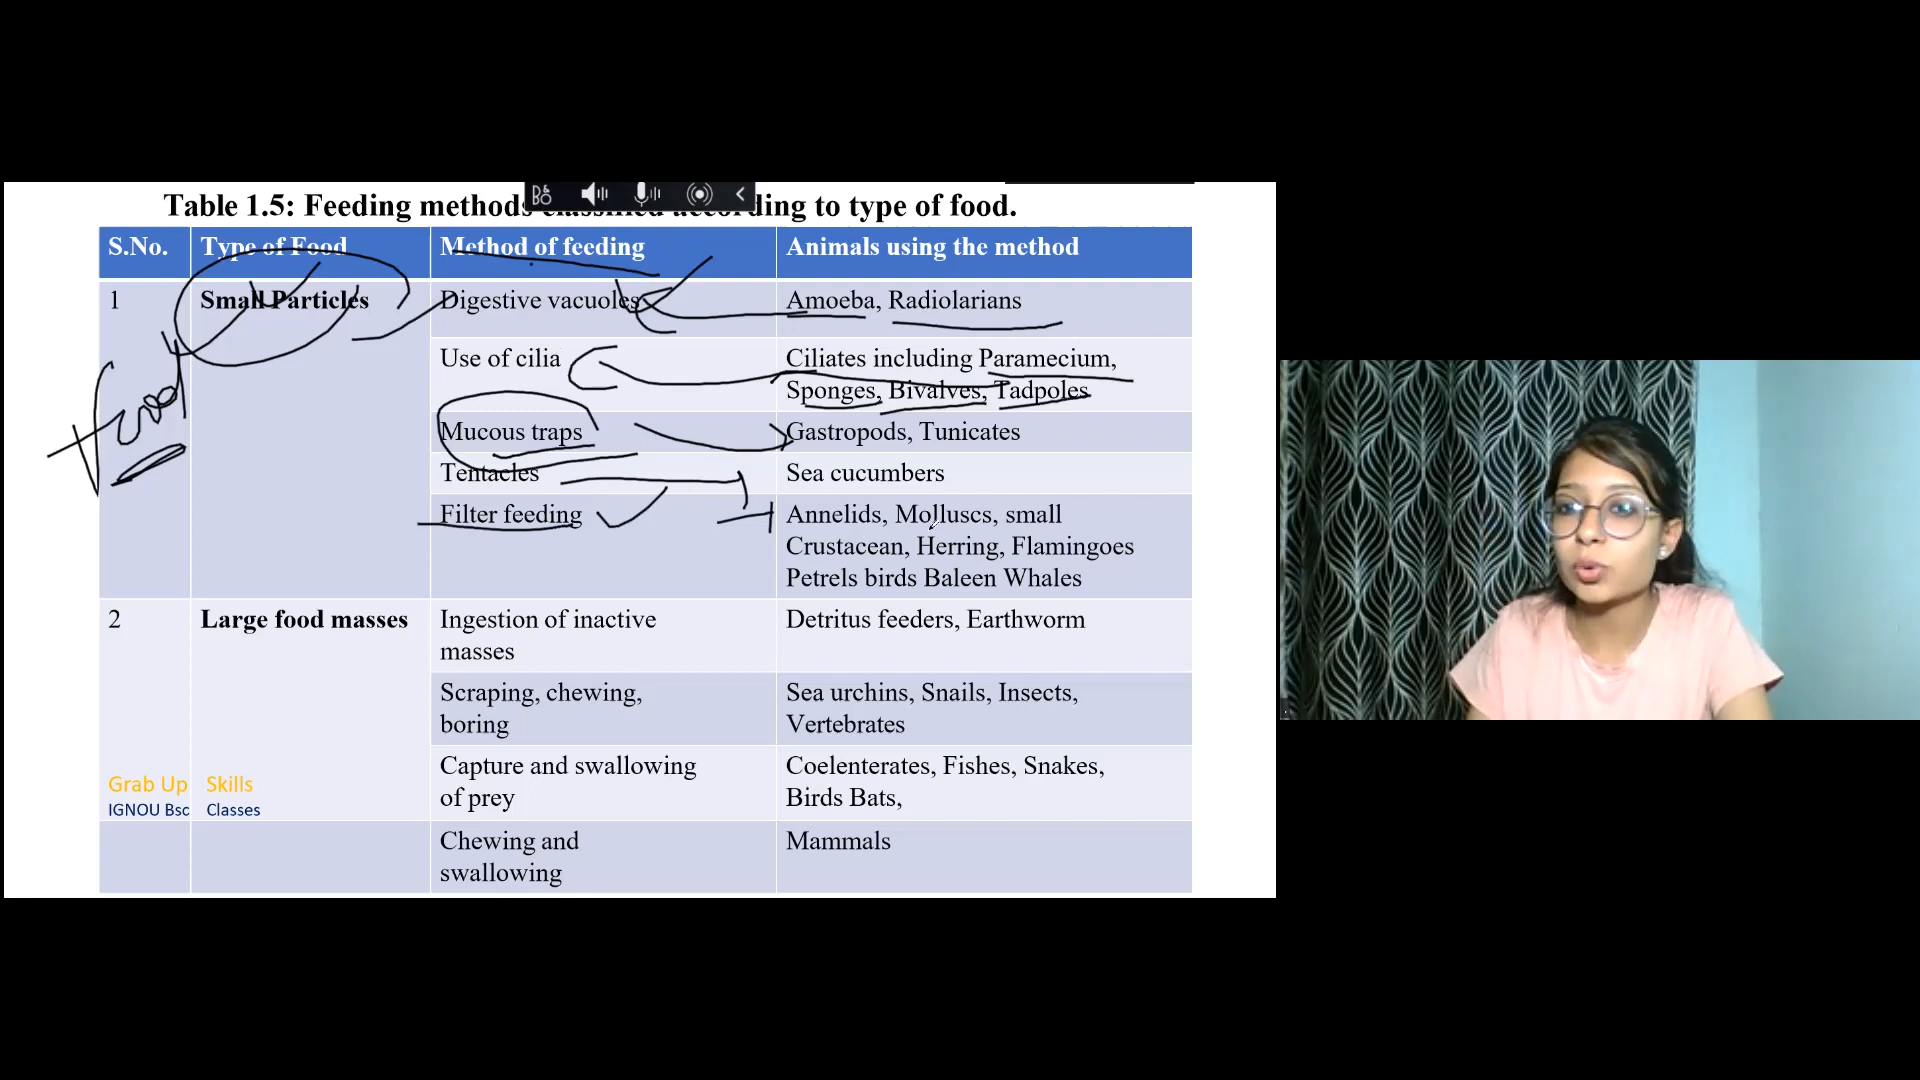 Table 1.5: Feeding methods classified according to type of food.
S.No. Type of Food Method of feeding Animals using the method
1 Small Particles Digestive vacuoles Amoeba, Radiolarians
Use of cilia Ciliates including Paramecium,
Sponges, Bivalves, Tadpoles
food
Mucous traps Gastropods, Tunicates
Tentacles Sea cucumbers
Filter feeding Annelids, Molluscs, small
Crustacean, Herring, Flamingoes
Petrels birds Baleen Whales
2 Large food masses Ingestion of inactive Detritus feeders, Earthworm
masses
Scraping, chewing, Sea urchins, Snails, Insects,
boring Vertebrates
Capture and swallowing Coelenterates, Fishes, Snakes,
of prey Birds Bats,
Grab Up Skills
IGNOU Bsc Classes
Chewing and Mammals
swallowing